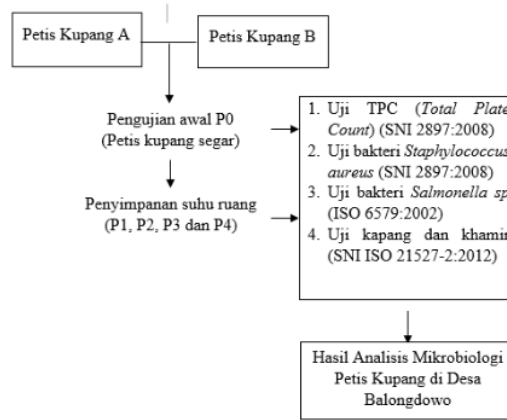 Petis Kupang A
Petis Kupang B
Pengujian awal P0
(Petis kupang segar)
Penyimpanan suhu ruang
(P1, P2, P3 dan P4)
1. Uji TPC (Total Plate
Count) (SNI 2897:2008)
2. Uji bakteri Staphylococcus
aureus (SNI 2897:2008)
3. Uji bakteri Salmonella sp
(ISO 6579:2002)
4. Uji kapang dan khamir
(SNI ISO 21527-2:2012)
Hasil Analisis Mikrobiologi
Petis Kupang di Desa
Balongdowo